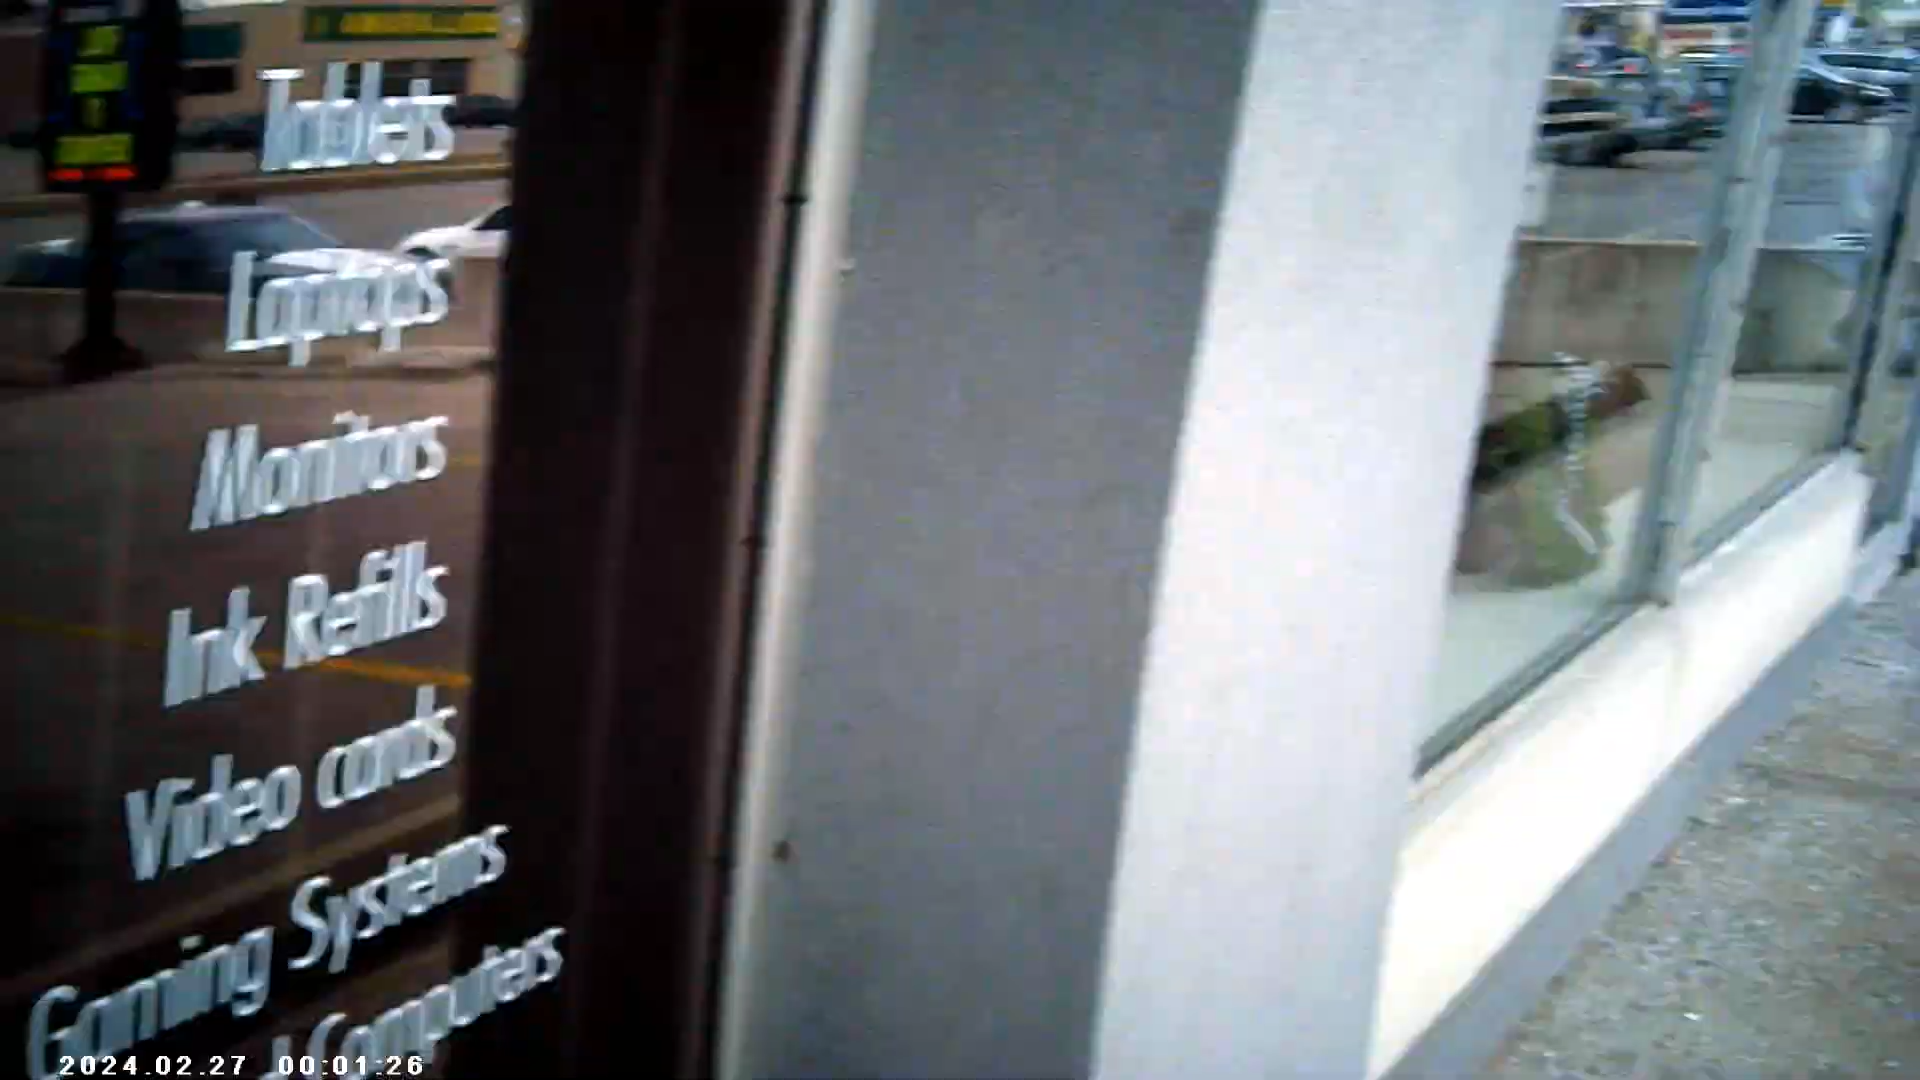 Tablets
Laptops
Monitors
Ink Refills
Video cards
Gaming Systems
Computers
2024.02.27 00:01:26